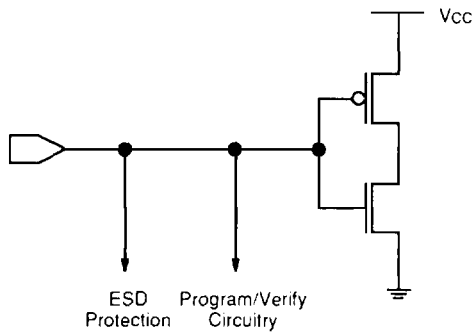 Vcc
ESD
Protection
Program/Verify
Circuitry